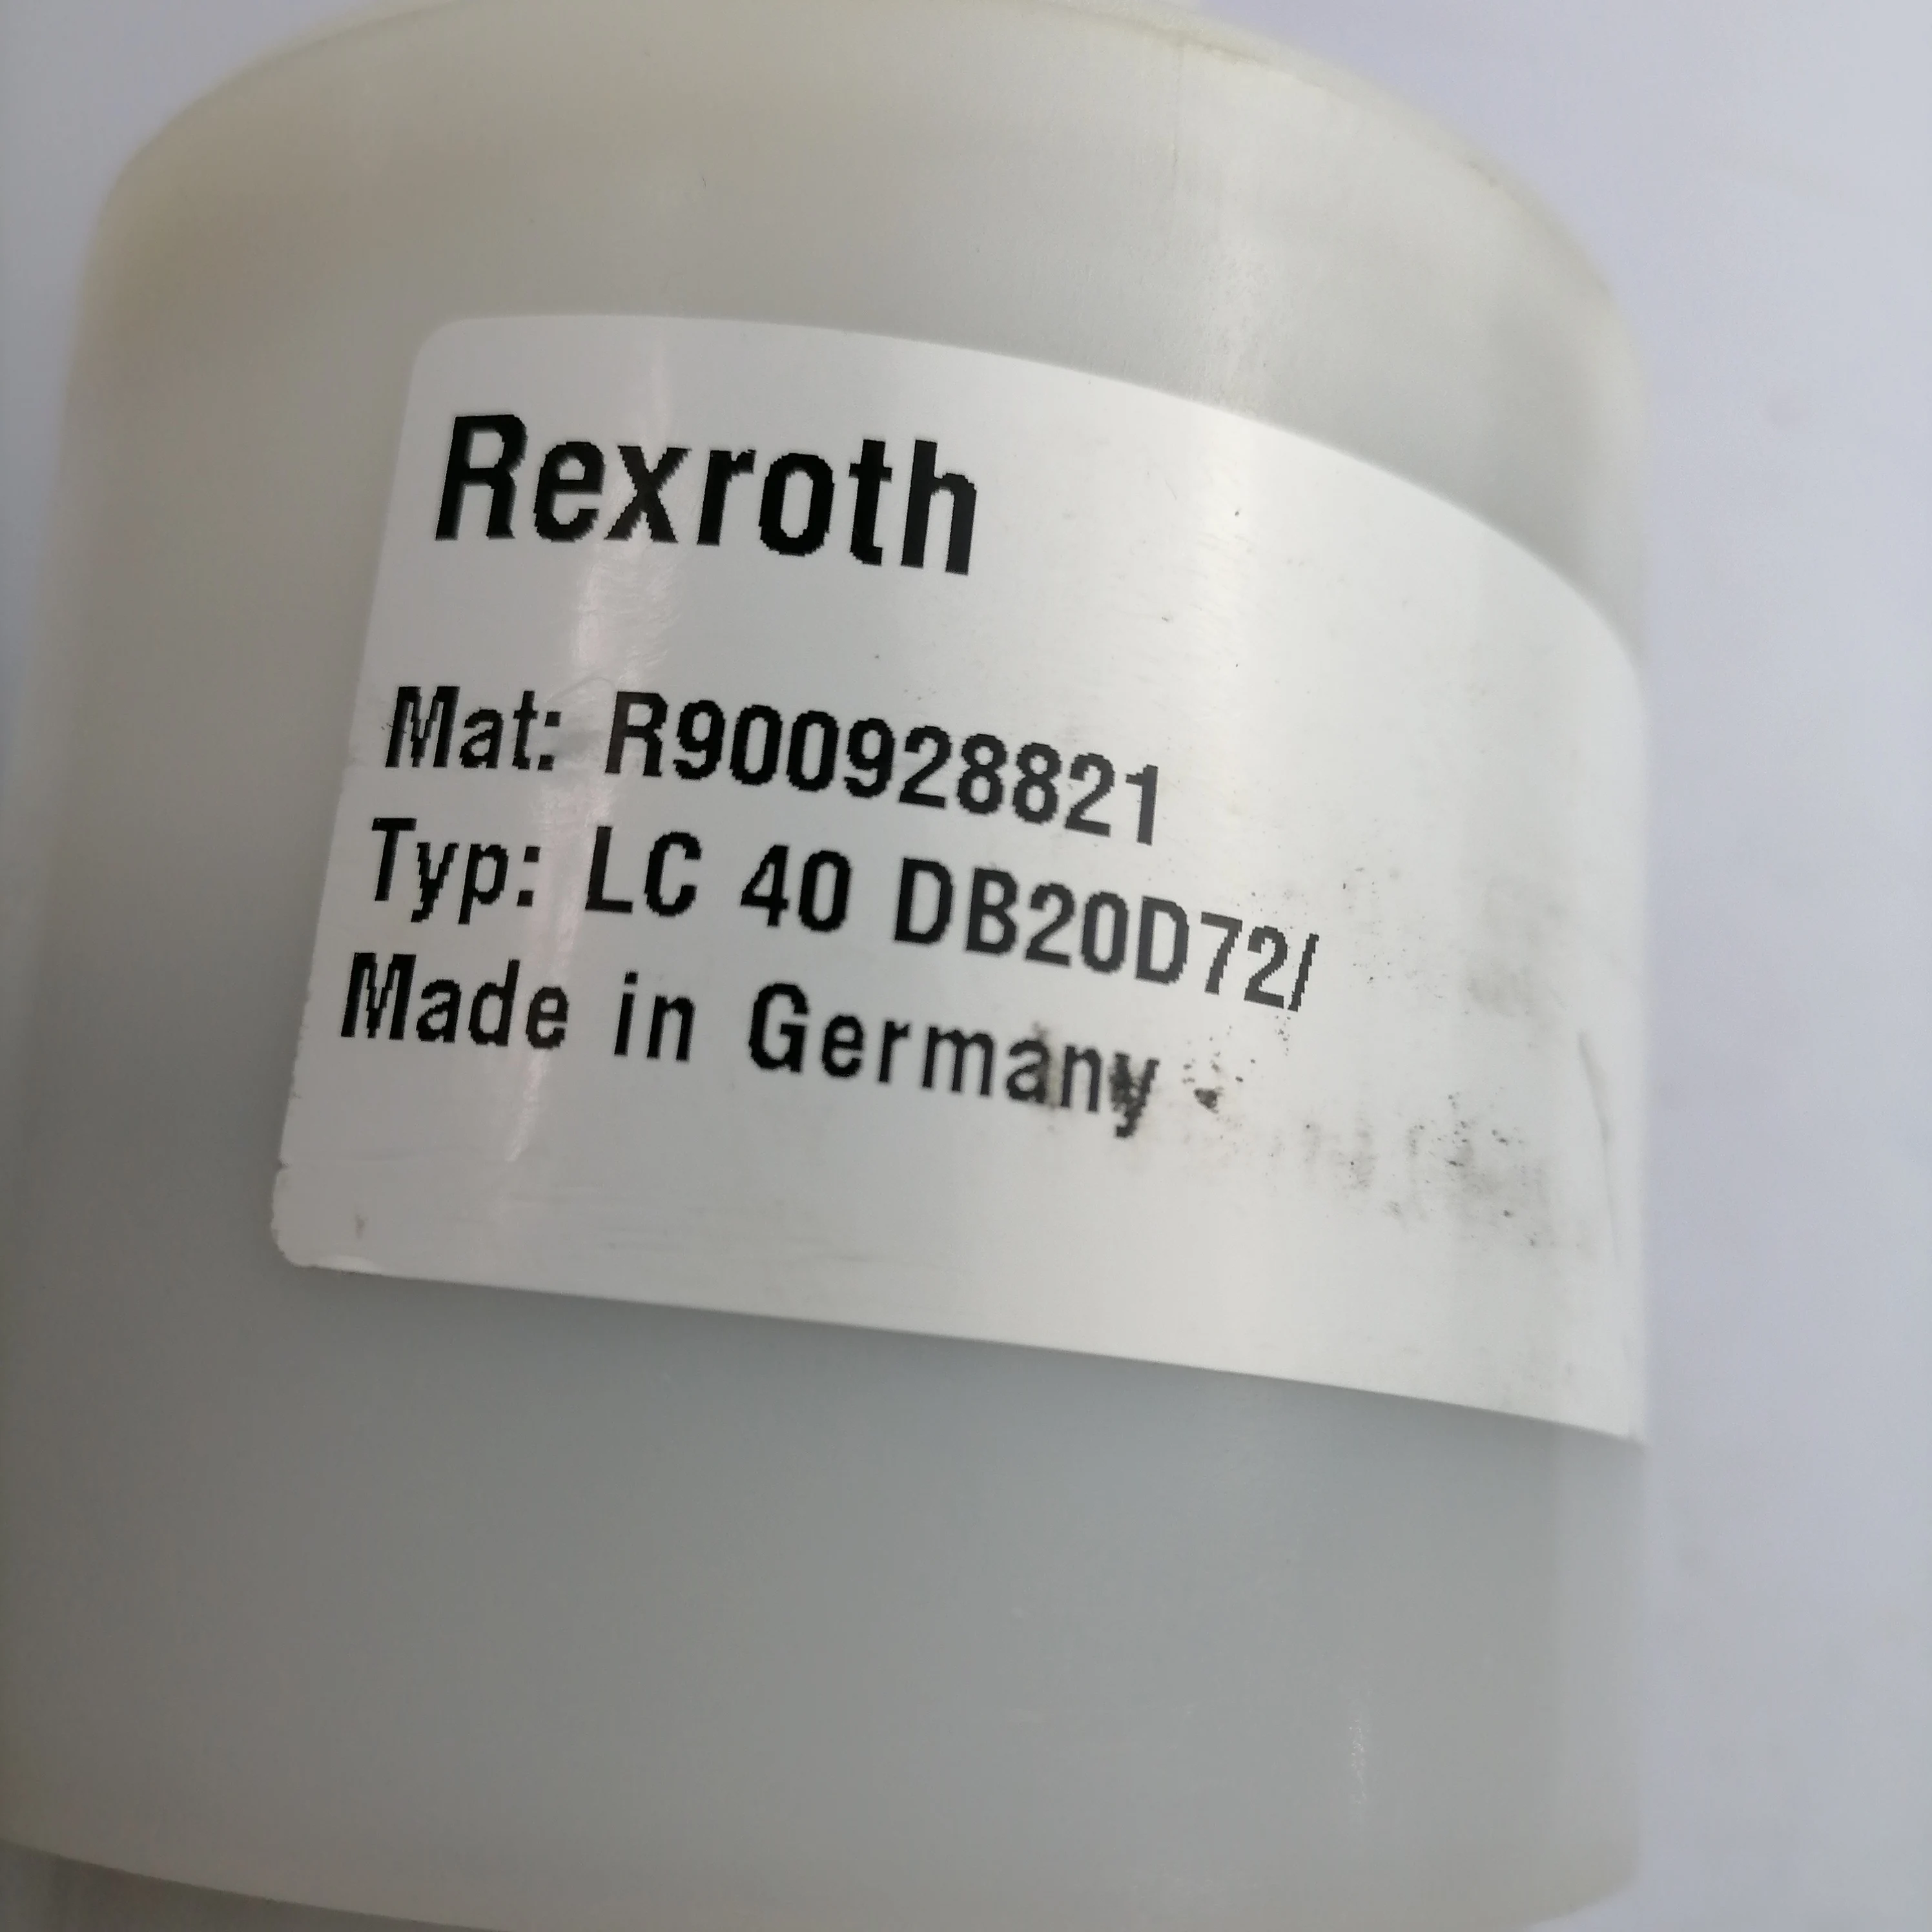 Rexroth
Mat: R900928821
Typ: LC 40 DB20D72/
Made in Germany